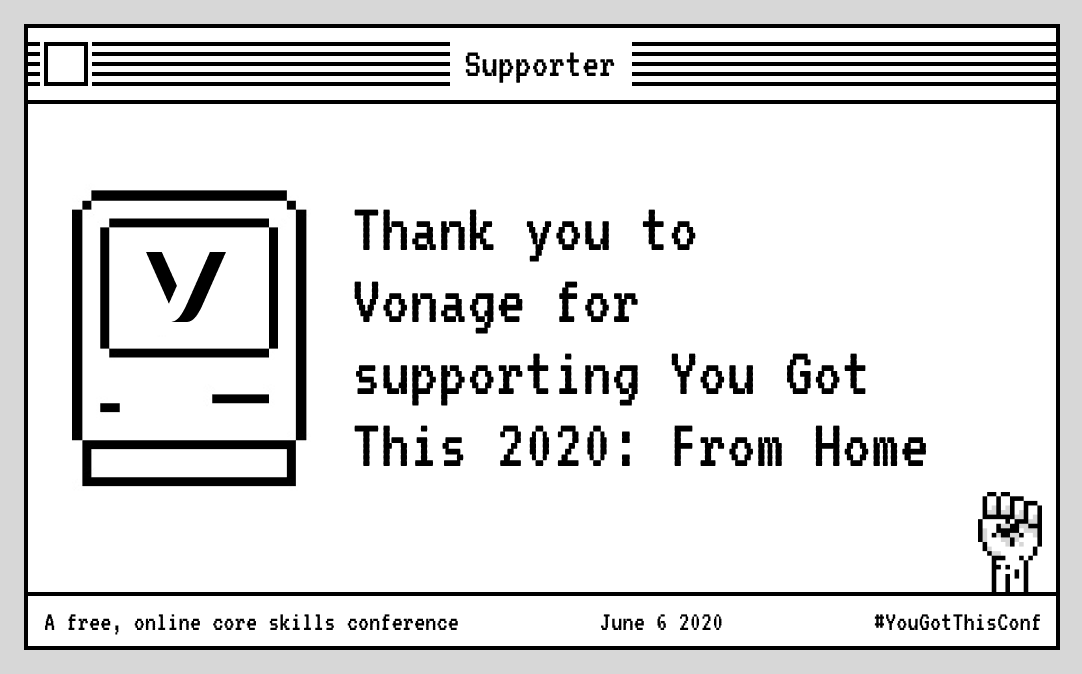 Supporter
Thank you to
Vonage for
supporting You Got
This 2020: From Home
A free, online core skills conference
June 6 2020
#YouGotThisConf